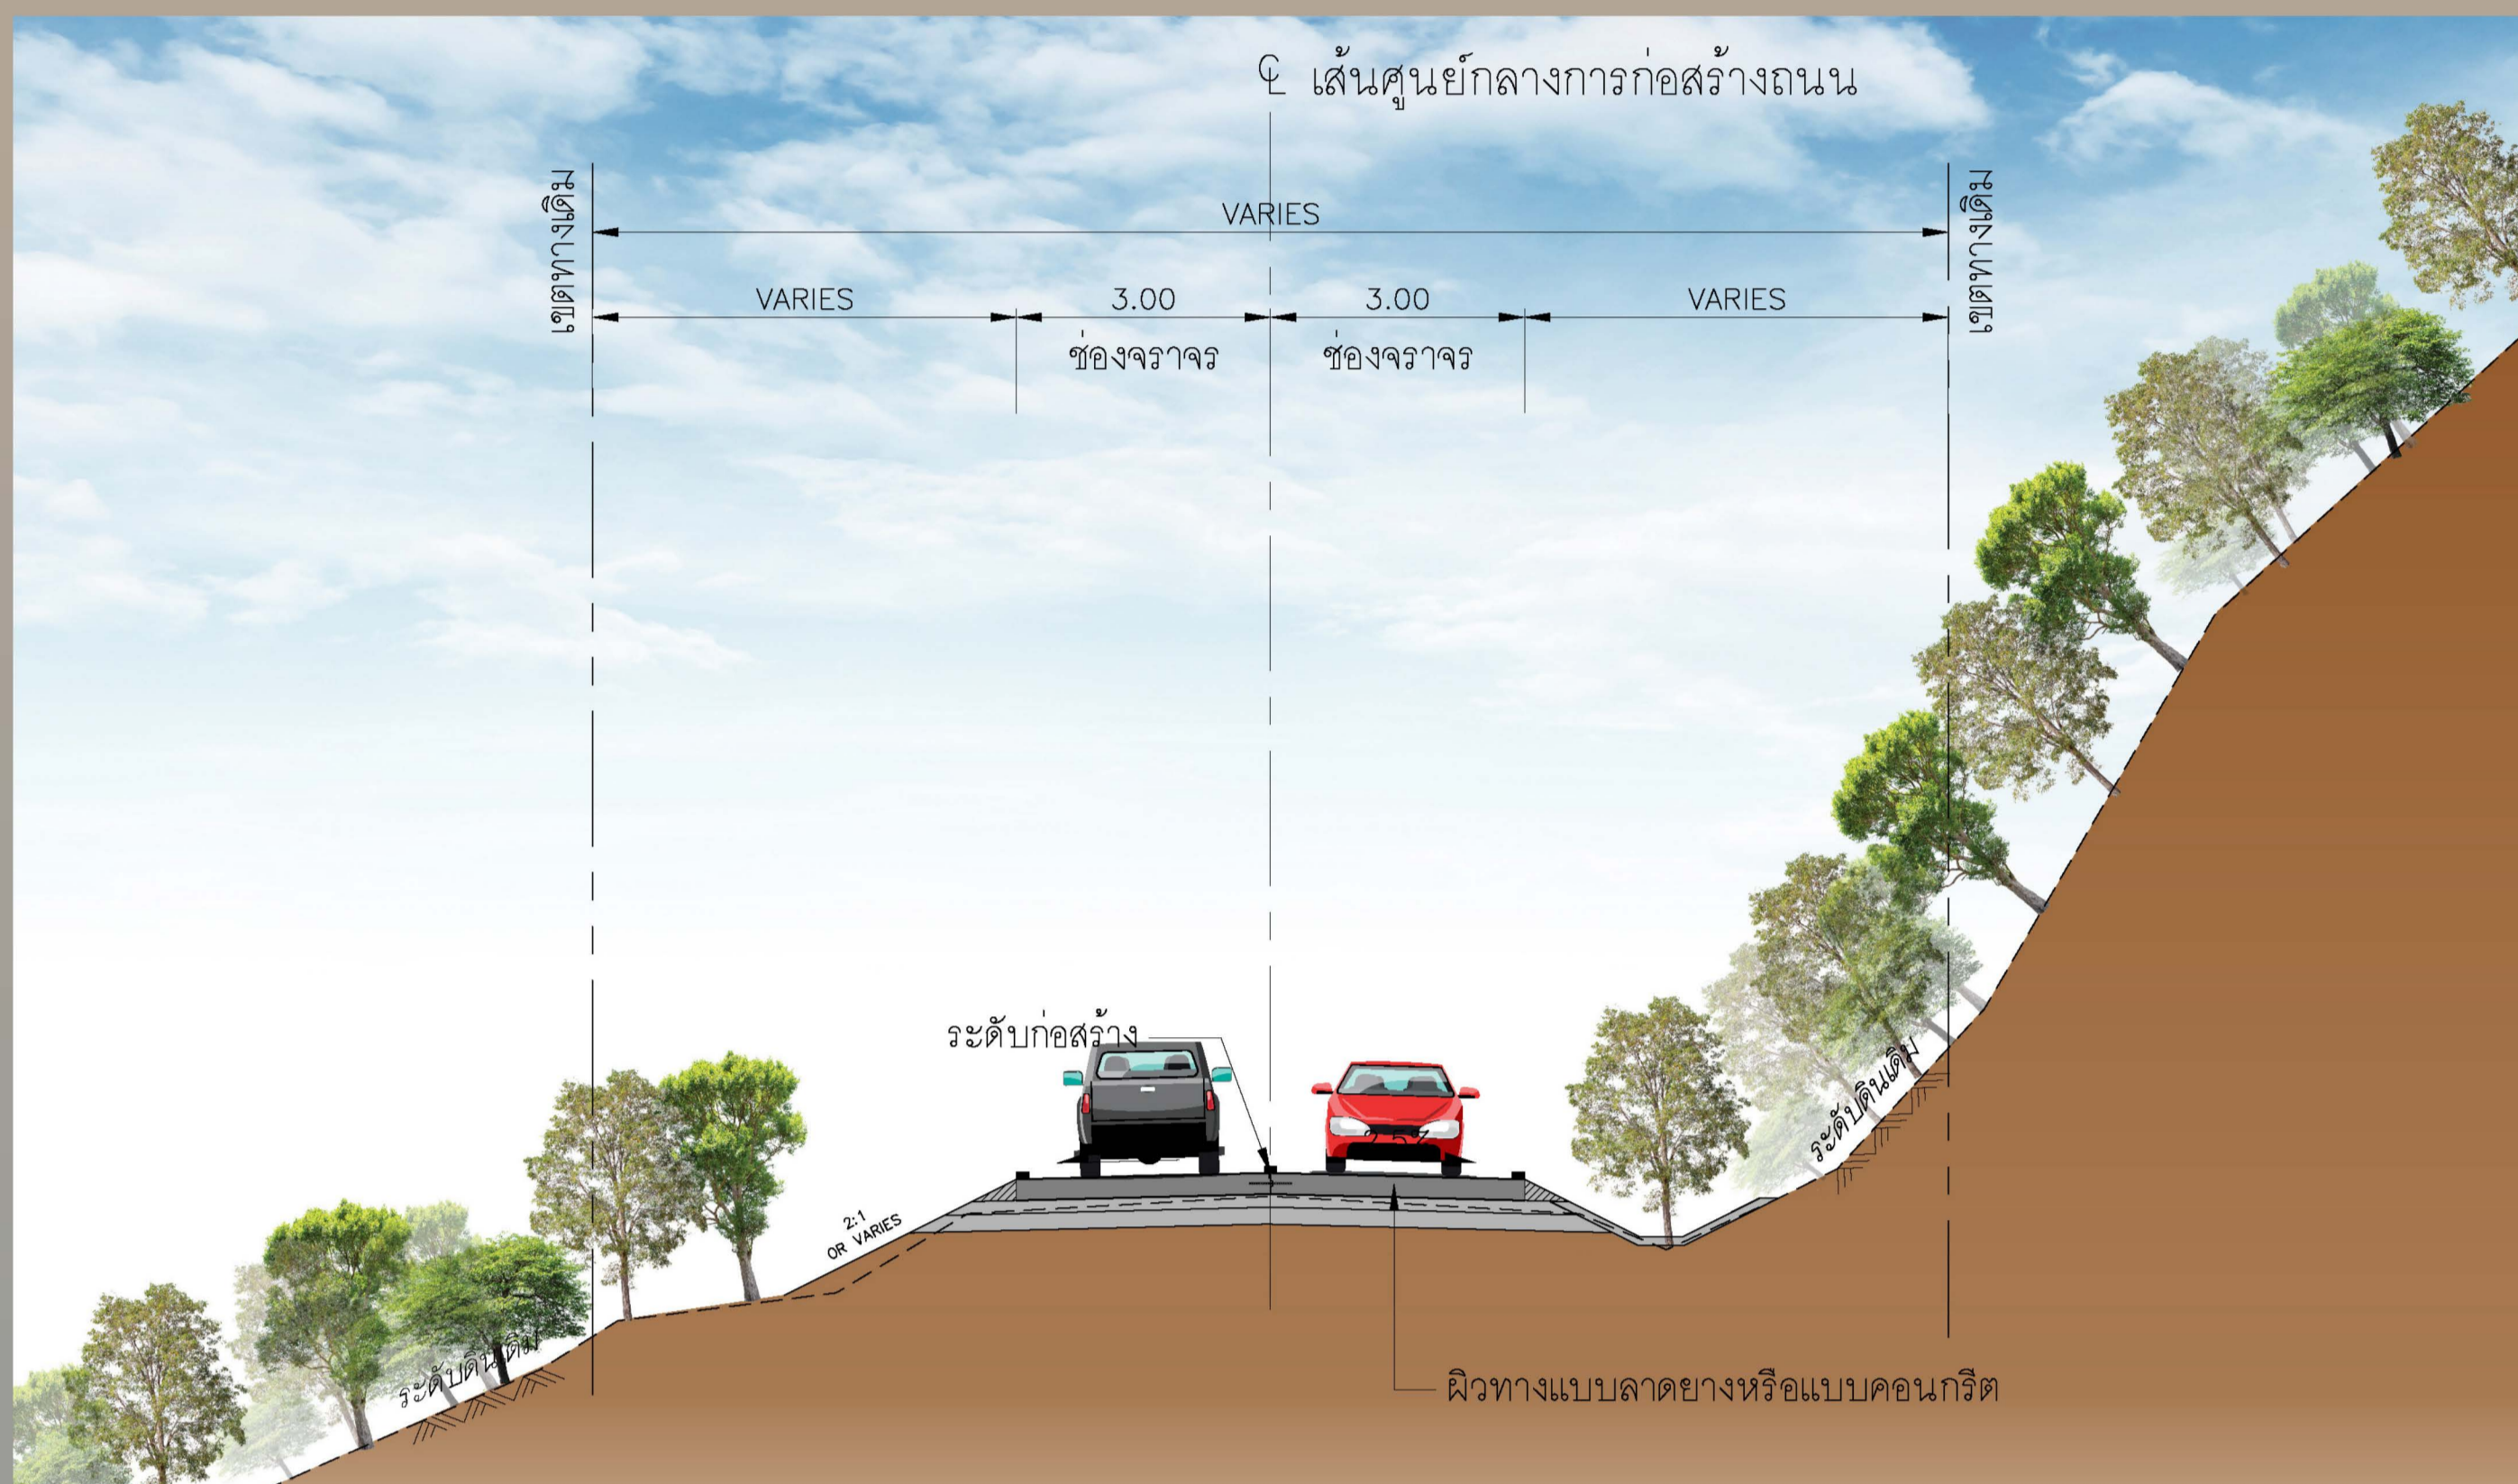 ℄ เส้นศูนย์กลางการก่อสร้างถนน
เขตทางเดิม
VARIES
เขตทางเดิม
VARIES
3.00
3.00
VARIES
ช่องจราจร
ช่องจราจร
ระดับก่อสร้าง
ระดับดินเดิม
2.5%
2:1
OR VARIES
ระดับดินเดิม
ผิวทางแบบลาดยางหรือแบบคอนกรีต